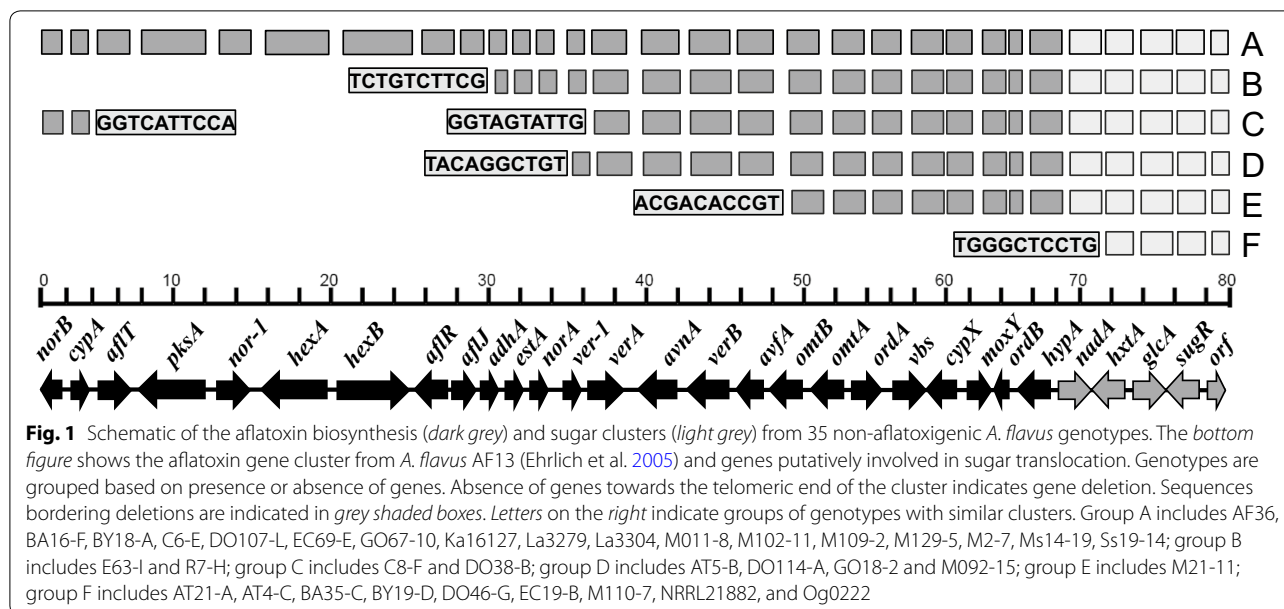 A
TCTGTCTTCG B
GGTCATTCCA GGTAGTATTG C
TACAGGCTGT D
ACGACACCGT E
TGGGCTCCTG F
0 10 20 30 40 50 60 70 80
norB cypA aflT pksA nor-1 hexA hexB aflR aflJ adhA estA norA ver-1 verA avnA verB avfA omtB omtA ordA vbs cypX moxY ordB hypA nadA hxtA glcA sugR orf
Fig. 1 Schematic of the aflatoxin biosynthesis (dark grey) and sugar clusters (light grey) from 35 non-aflatoxigenic A. flavus genotypes. The bottom
figure shows the aflatoxin gene cluster from A. flavus AF13 (Ehrlich et al. 2005) and genes putatively involved in sugar translocation. Genotypes are
grouped based on presence or absence of genes. Absence of genes towards the telomeric end of the cluster indicates gene deletion. Sequences
bordering deletions are indicated in grey shaded boxes. Letters on the right indicate groups of genotypes with similar clusters. Group A includes AF36,
BA16-F, BY18-A, C6-E, DO107-L, EC69-E, GO67-10, Ka16127, La3279, La3304, M011-8, M102-11, M109-2, M129-5, M2-7, Ms14-19, Ss19-14; group B
includes E63-I and R7-H; group C includes C8-F and DO38-B; group D includes AT5-B, DO114-A, GO18-2 and M092-15; group E includes M21-11;
group F includes AT21-A, AT4-C, BA35-C, BY19-D, DO46-G, EC19-B, M110-7, NRRL21882, and Og0222